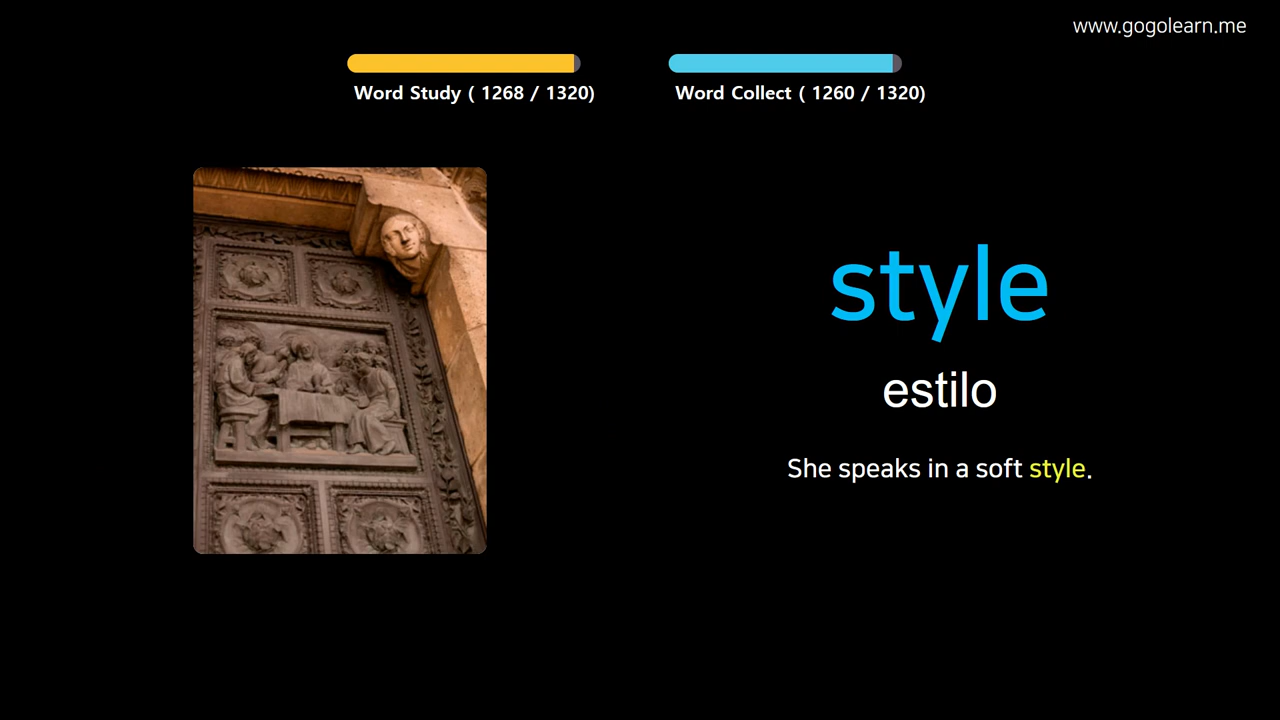 www.gogolearn.me
Word Study ( 1268 / 1320)
Word Collect ( 1260 / 1320)
style
estilo
She speaks in a soft style.